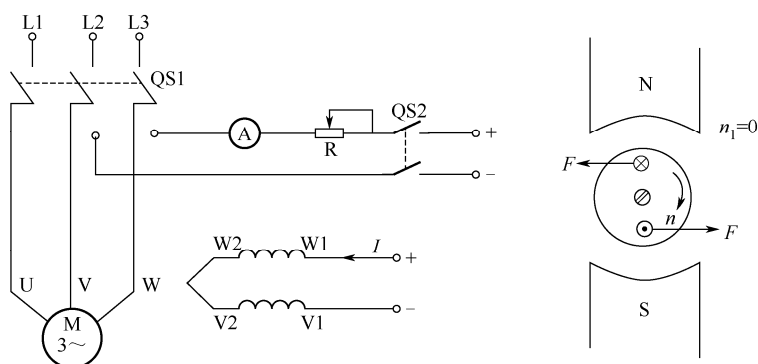 L1 L2 L3
QS1
QS2
A
R
+
−
N
n₁=0
F
n
F
S
U V W
M
3～
W2 W1 I +
V2 V1 −